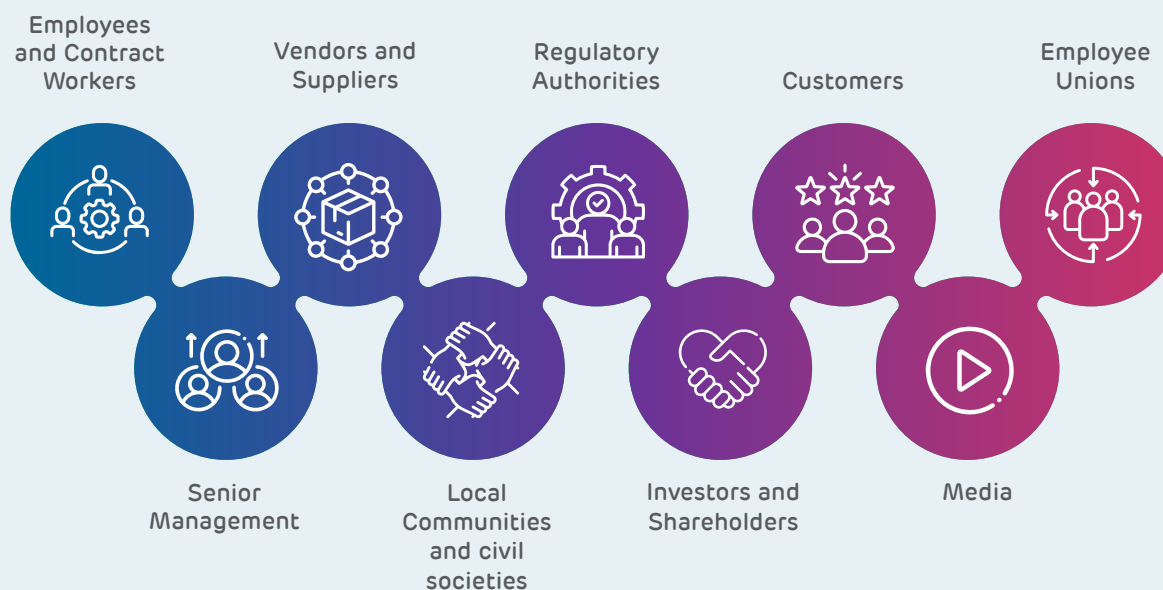 Employees
and Contract
Workers
Vendors and
Suppliers
Regulatory
Authorities
Customers
Employee
Unions
Senior
Management
Local
Communities
and civil
societies
Investors and
Shareholders
Media